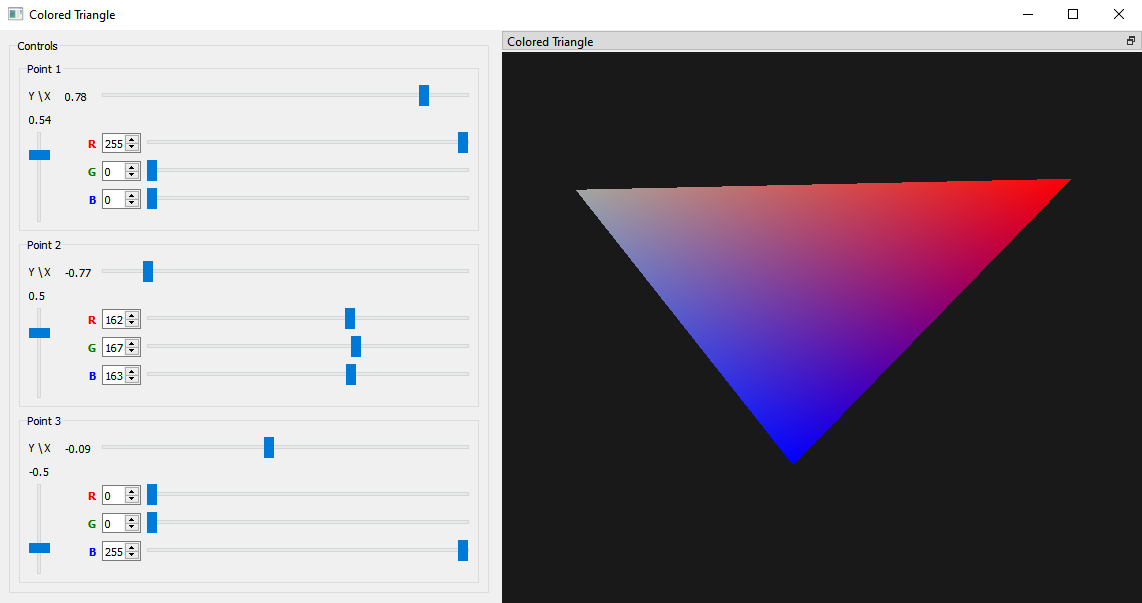 Colored Triangle
Controls
Point 1
Y \X 0.78
0.54
R 255
G 0
B 0
Point 2
Y \X -0.77
0.5
R 162
G 167
B 163
Point 3
Y \X -0.09
-0.5
R 0
G 0
B 255
Colored Triangle